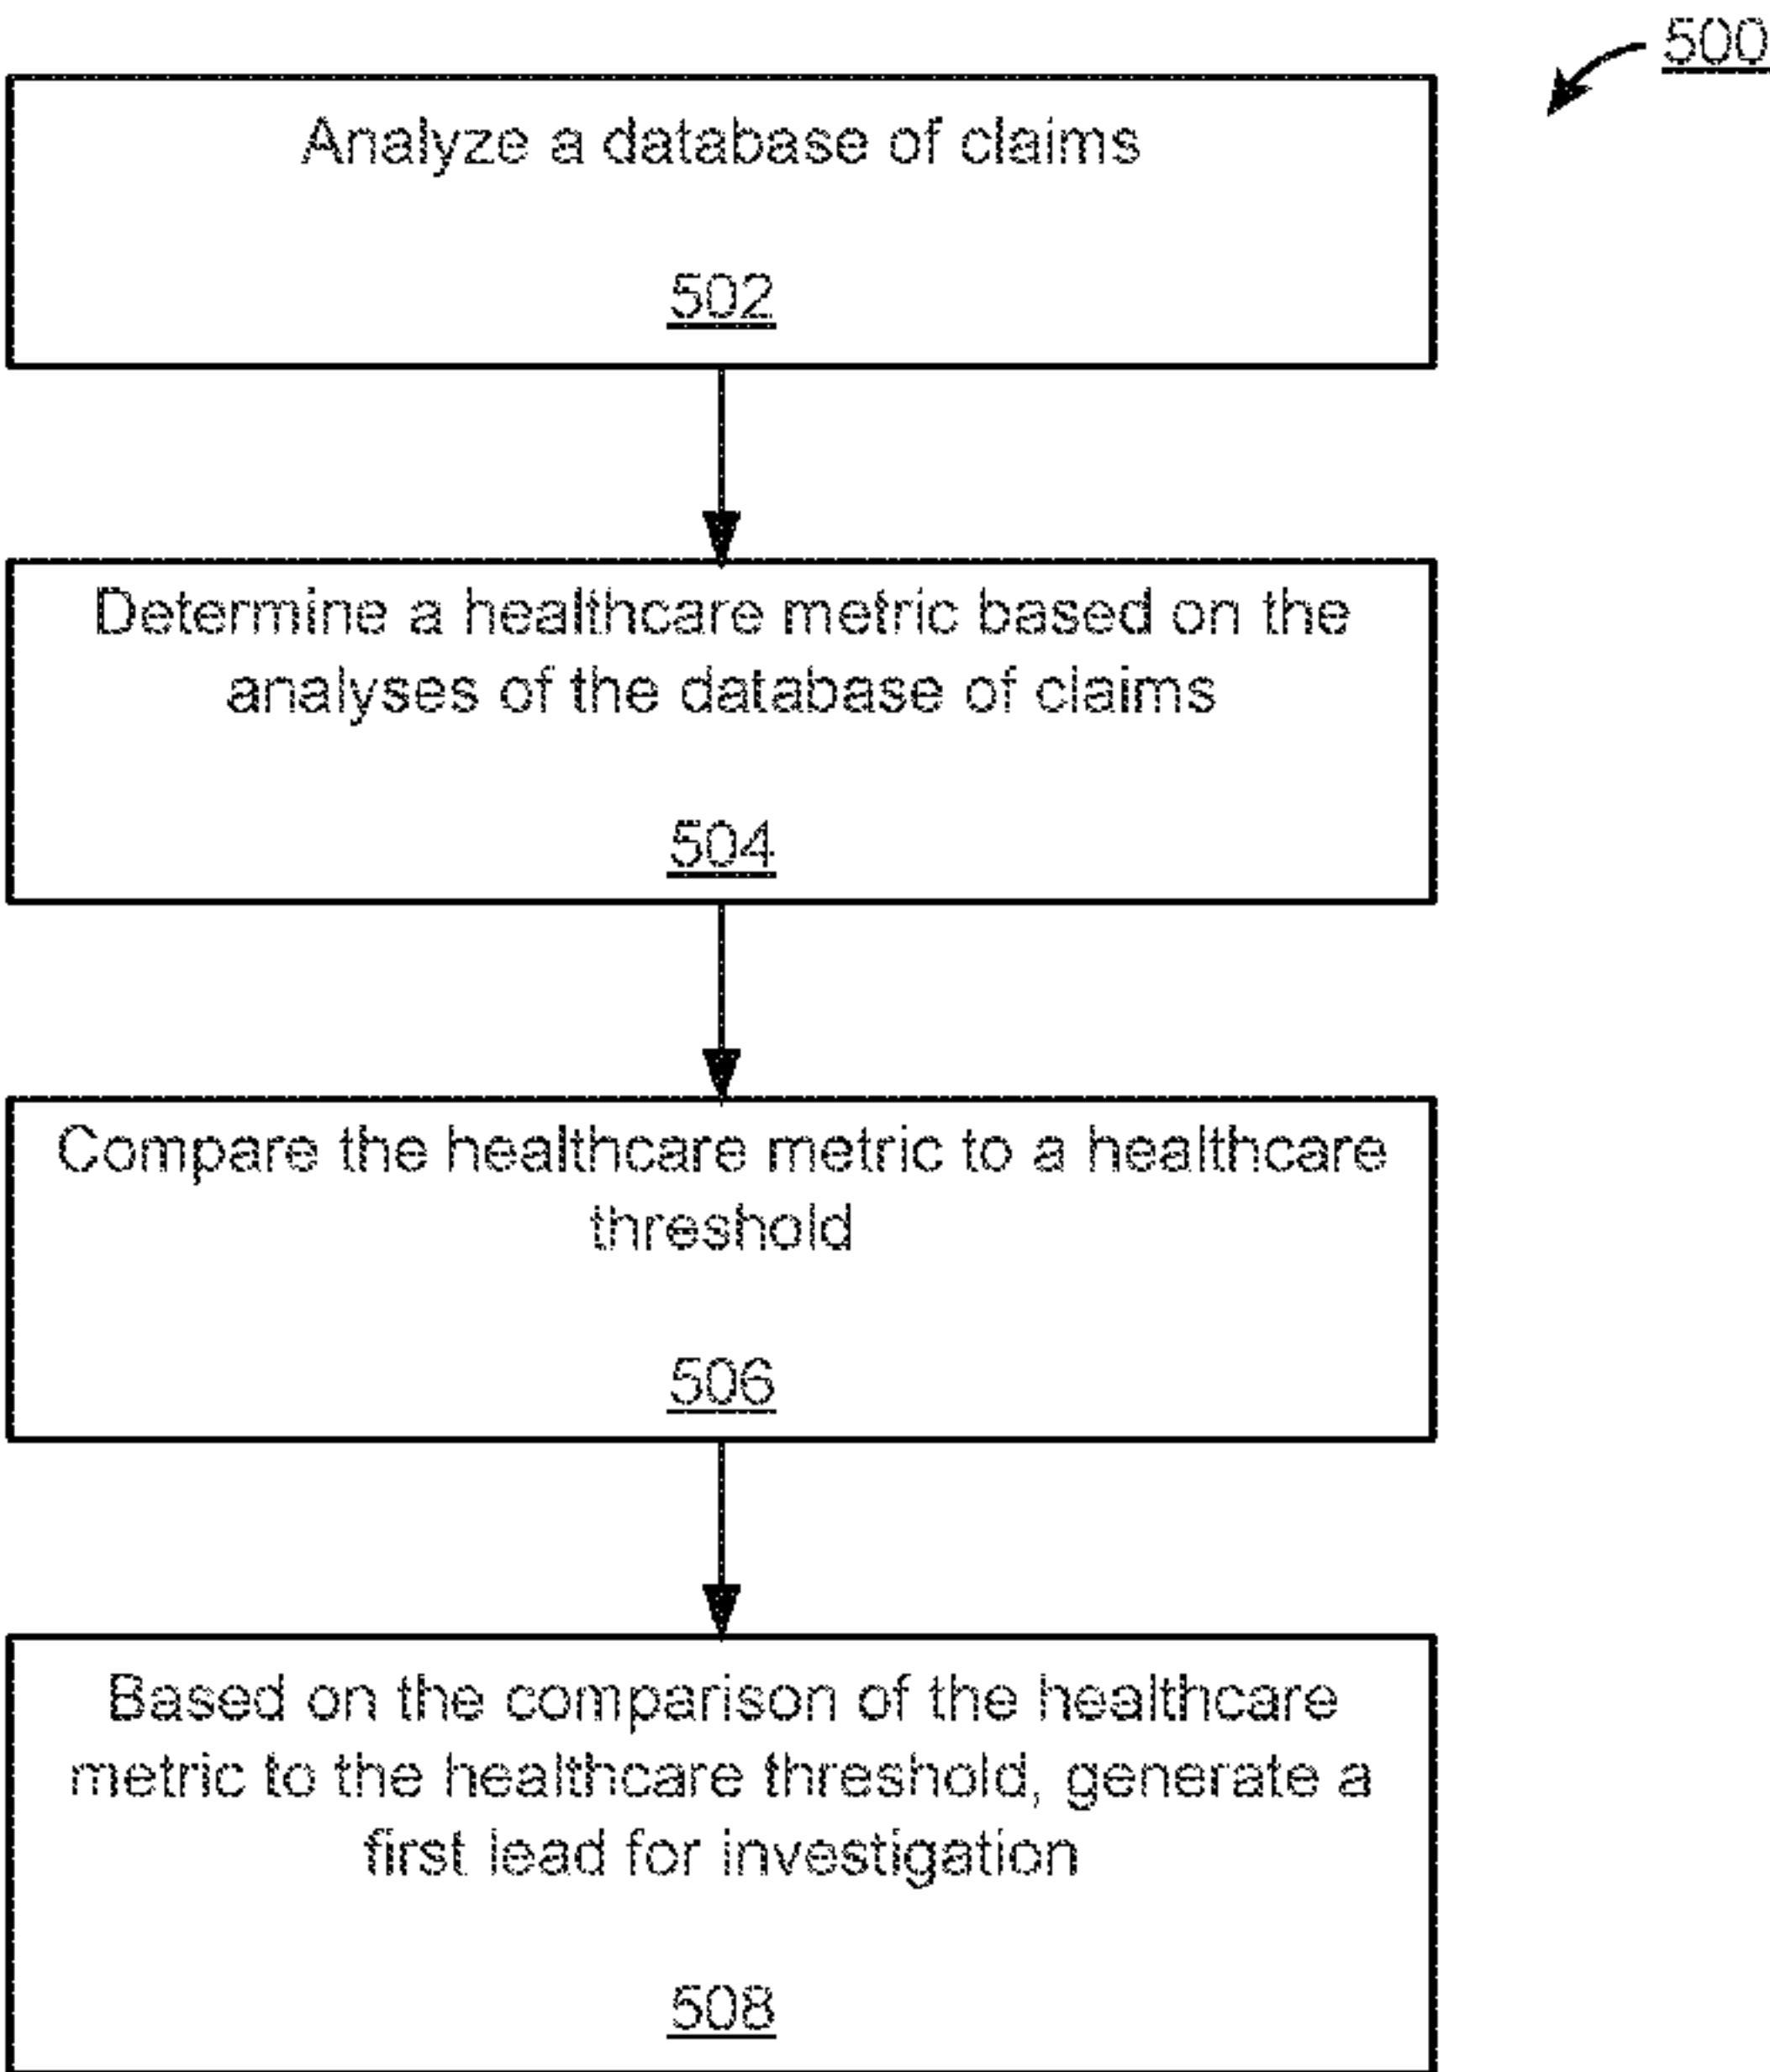 500
Analyze a database of claims
502
Determine a healthcare metric based on the
analyses of the database of claims
504
Compare the healthcare metric to a healthcare
threshold
506
Based on the comparison of the healthcare
metric to the healthcare threshold, generate a
first lead for investigation
508